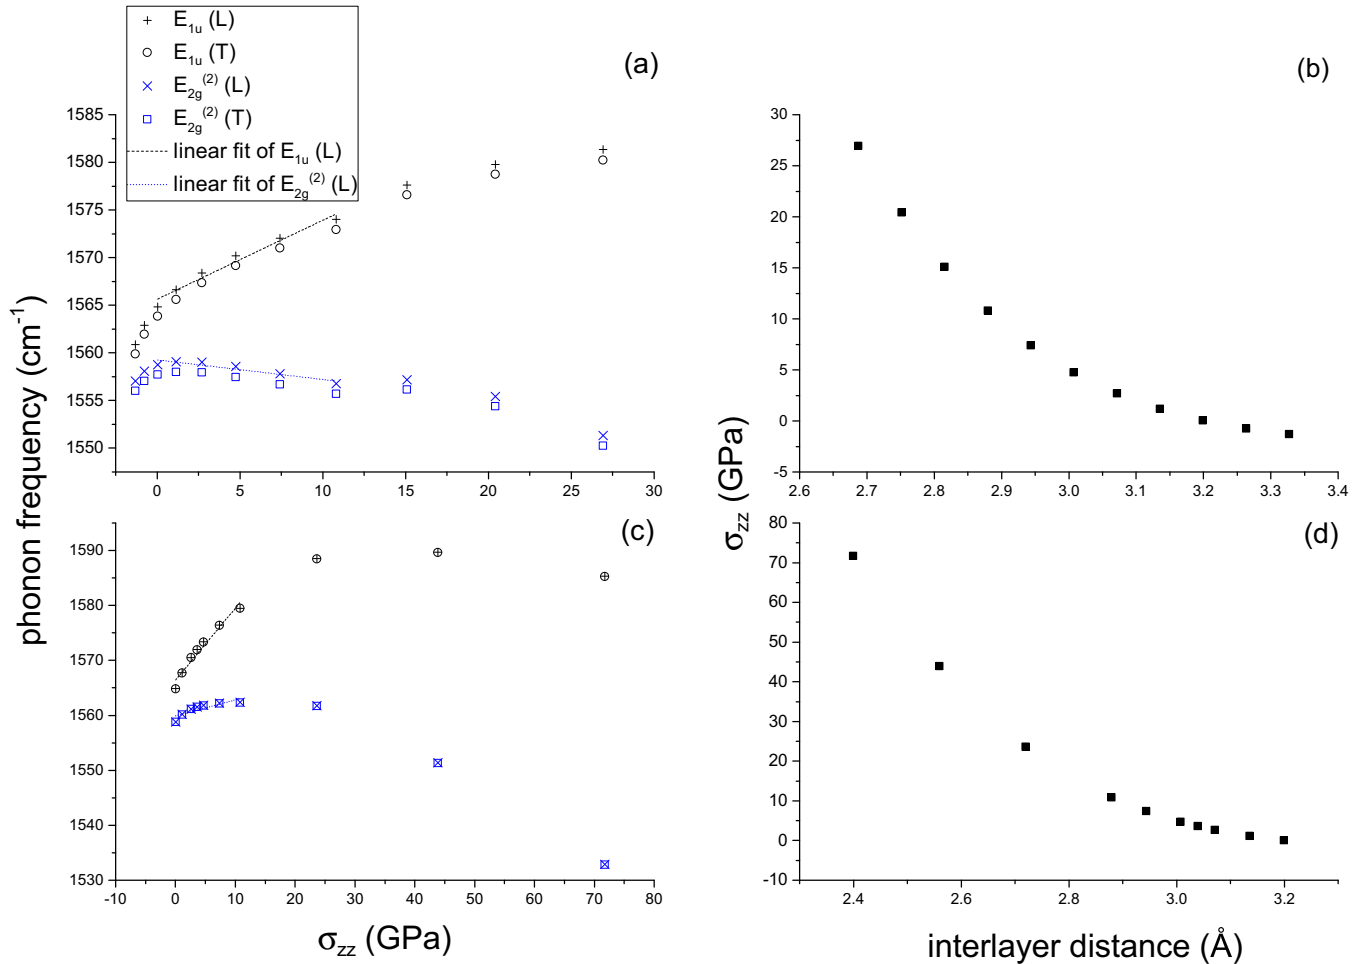 E1u (L)
E1u (T)
E2g(2) (L)
E2g(2) (T)
linear fit of E1u (L)
linear fit of E2g(2) (L)
(a)
1585
1580
1575
1570
1565
1560
1555
1550
0 5 10 15 20 25 30
(b)
30
25
20
15
10
5
0
-5
2.6 2.7 2.8 2.9 3.0 3.1 3.2 3.3 3.4
(c)
1590
1580
1570
1560
1550
1540
1530
-10 0 10 20 30 40 50 60 70 80
(d)
80
70
60
50
40
30
20
10
0
-10
2.4 2.6 2.8 3.0 3.2
phonon frequency (cm-1)
σzz (GPa)
σzz (GPa)
interlayer distance (Å)